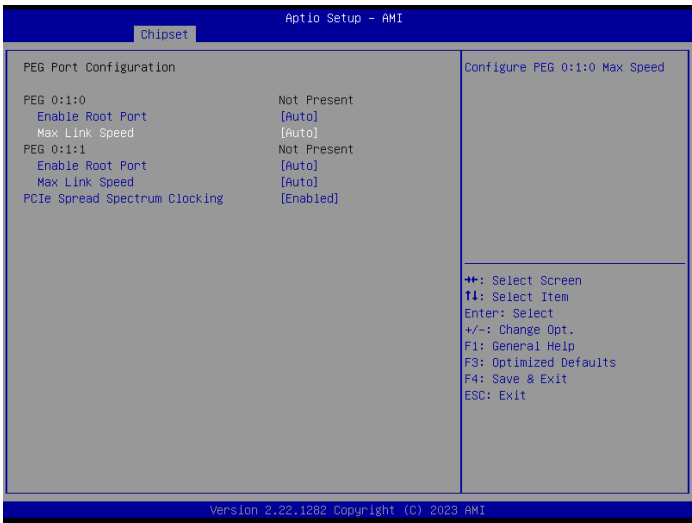 Aptio Setup – AMI
Chipset
PEG Port Configuration
PEG 0:1:0 Not Present
Enable Root Port [Auto]
Max Link Speed [Auto]
PEG 0:1:1 Not Present
Enable Root Port [Auto]
Max Link Speed [Auto]
PCIe Spread Spectrum Clocking [Enabled]
Configure PEG 0:1:0 Max Speed
→←: Select Screen
↑↓: Select Item
Enter: Select
+/-: Change Opt.
F1: General Help
F3: Optimized Defaults
F4: Save & Exit
ESC: Exit
Version 2.22.1282 Copyright (C) 2023 AMI